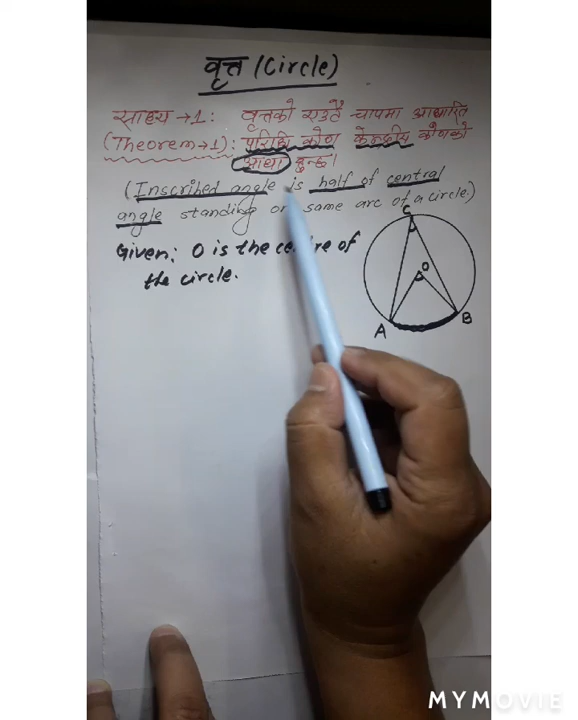 वृत्त (Circle)
साध्य → 1: वृत्तको एउटै चापमा आधारित
(Theorem → 1): परिधि कोण केन्द्रीय कोणको
आधा हुन्छ।
(Inscribed angle is half of central
angle standing on same arc of a circle)
Given: O is the centre of
the circle.
C
O
A
B
MYMOVIE